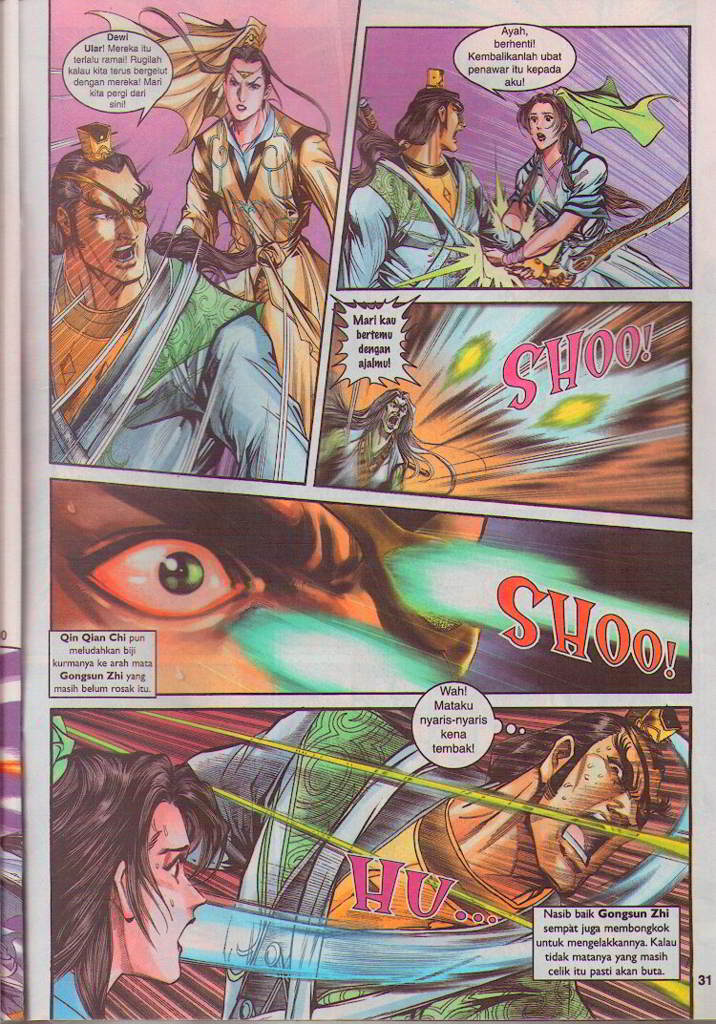 Dewi
Ular! Mereka itu
terlalu ramai! Rugilah
kalau kita terus bergelut
dengan mereka! Mari
kita pergi dari
sini!
Ayah,
berhenti!
Kembalikanlah ubat
penawar itu kepada
aku!
Mari kau
bertemu
dengan
ajalmu!
SHOO!
SHOO!
Qin Qian Chi pun
meludahkan biji
kurmanya ke arah mata
Gongsun Zhi yang
masih belum rosak itu.
Wah!
Mataku
nyaris-nyaris
kena
tembak!
HU...
Nasib baik Gongsun Zhi
sempat juga membongkok
untuk mengelakkannya. Kalau
tidak matanya yang masih
celik itu pasti akan buta.
31
0